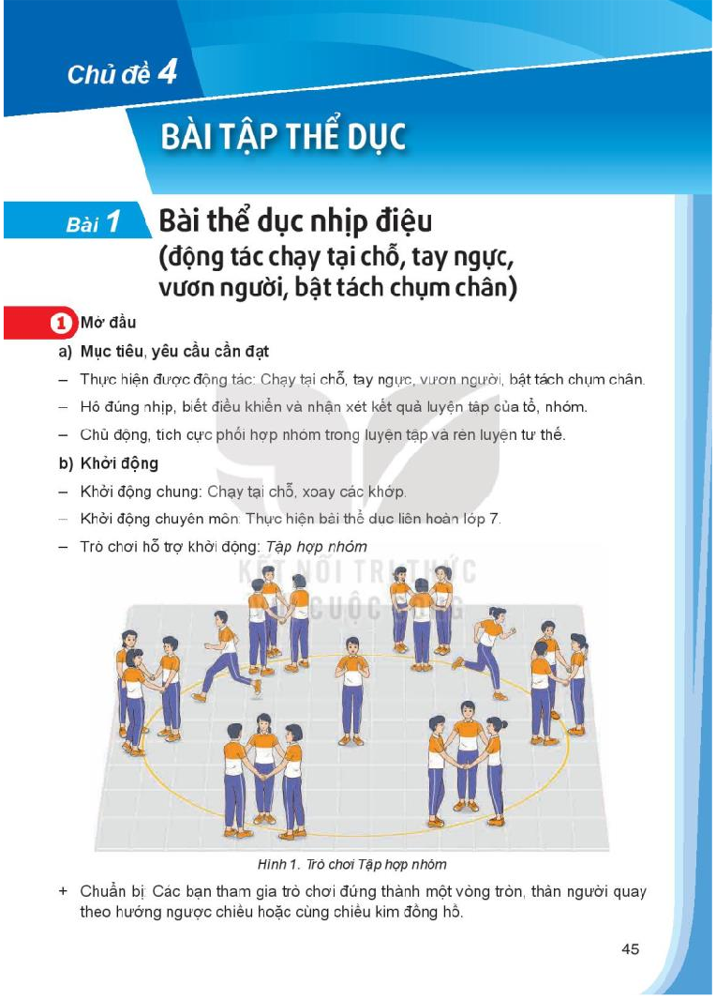 Chủ đề 4
BÀI TẬP THỂ DỤC
Bài 1
Bài thể dục nhịp điệu
(động tác chạy tại chỗ, tay ngực,
vươn người, bật tách chụm chân)
1 Mở đầu
a) Mục tiêu, yêu cầu cần đạt
– Thực hiện được động tác: Chạy tại chỗ, tay ngực, vươn người, bật tách chụm chân.
– Hô đúng nhịp, biết điều khiển và nhận xét kết quả luyện tập của tổ, nhóm.
– Chủ động, tích cực phối hợp nhóm trong luyện tập và rèn luyện tư thế.
b) Khởi động
– Khởi động chung: Chạy tại chỗ, xoay các khớp.
– Khởi động chuyên môn: Thực hiện bài thể dục liên hoàn lớp 7.
– Trò chơi hỗ trợ khởi động: Tập hợp nhóm
KẾT NỐI TRI THỨC
VỚI CUỘC SỐNG
Hình 1. Trò chơi Tập hợp nhóm
+ Chuẩn bị: Các bạn tham gia trò chơi đứng thành một vòng tròn, thân người quay
theo hướng ngược chiều hoặc cùng chiều kim đồng hồ.
45